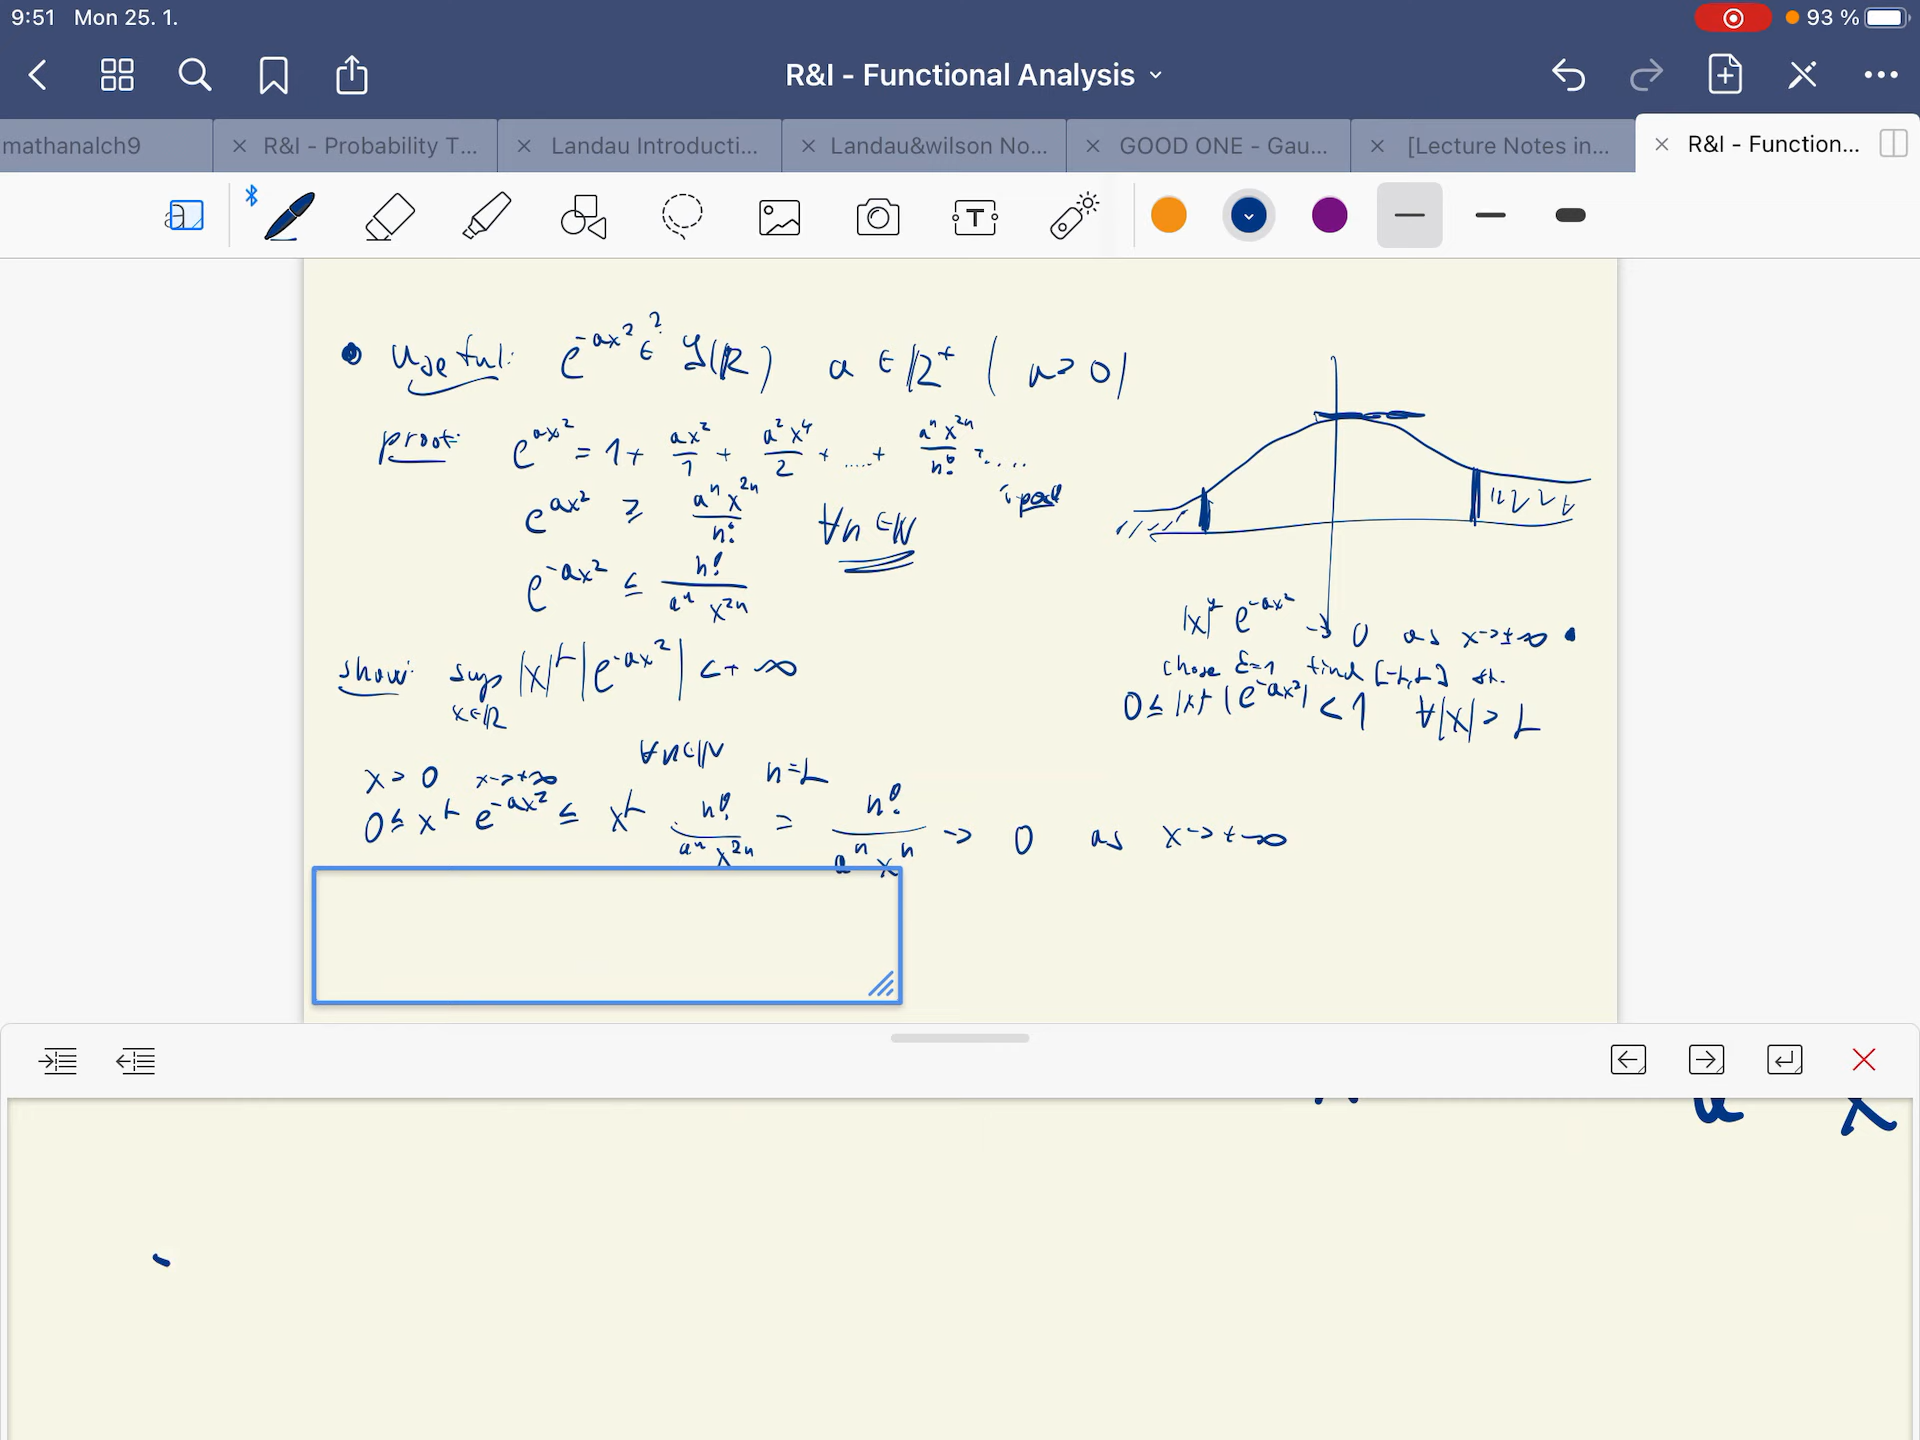 9:51 Mon 25. 1.
93 %
R&I - Functional Analysis
mathanalch9
R&I - Probability T...
Landau Introducti...
Landau&wilson No...
GOOD ONE - Gau...
[Lecture Notes in...
R&I - Function...
Useful: e^{-ax²} ∈? 𝒮(ℝ) a ∈ ℝ⁺ (a > 0)
proof: e^{ax²} = 1 + ax²/1 + a²x⁴/2 + .... + aⁿx²ⁿ/n! + ....
e^{ax²} ≥ aⁿx²ⁿ/n! ∀n ∈ ℕ
e^{-ax²} ≤ n!/aⁿ x²ⁿ
|x|^L e^{-ax²} → 0 as x → ±∞
chose ε=1 find [-L,L] st.
0 ≤ |x|^L |e^{-ax²}| < 1 ∀|x| > L
show: sup x∈ℝ |x|^L |e^{-ax²}| < + ∞
∀n∈ℕ
x > 0 x → +∞ n = L
0 ≤ x^L e^{-ax²} ≤ x^L n!/aⁿ x²ⁿ = n!/aⁿ xⁿ → 0 as x → +∞